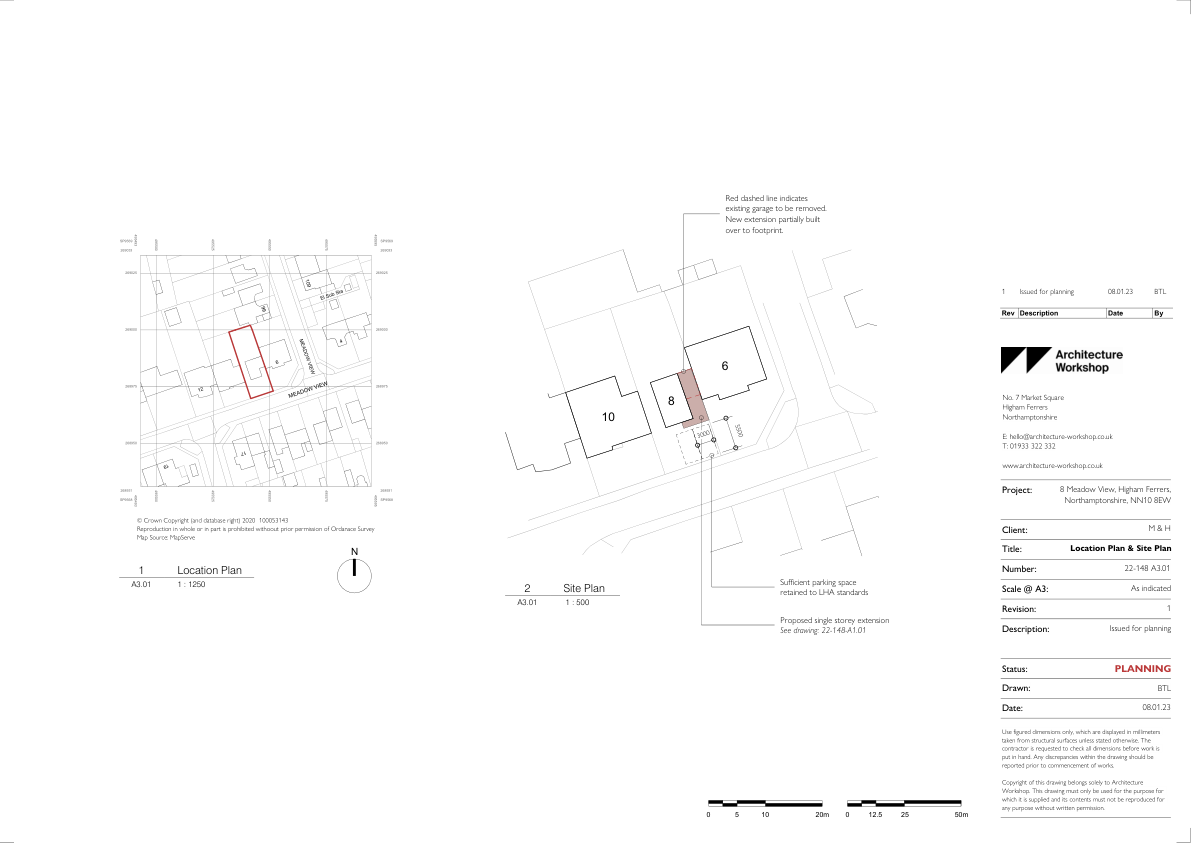 Red dashed line indicates
existing garage to be removed.
New extension partially built
over to footprint.
El Sub Sta
MEADOW VIEW
MEADOW VIEW
12
6
4
17
10
8
6
3000
5500
© Crown Copyright (and database right) 2020 100053143
Reproduction in whole or in part is prohibited withouot prior permission of Ordanace Survey
Map Source: MapServe
N
1 Location Plan
A3.01 1 : 1250
2 Site Plan
A3.01 1 : 500
Sufficient parking space
retained to LHA standards
Proposed single storey extension
See drawing: 22-148-A1.01
0 5 10 20m
0 12.5 25 50m
1 Issued for planning 08.01.23 BTL
Rev Description Date By
Architecture
Workshop
No. 7 Market Square
Higham Ferrers
Northamptonshire
E: hello@architecture-workshop.co.uk
T: 01933 322 332
www.architecture-workshop.co.uk
Project: 8 Meadow View, Higham Ferrers,
Northamptonshire, NN10 8EW
Client: M & H
Title: Location Plan & Site Plan
Number: 22-148 A3.01
Scale @ A3: As indicated
Revision: 1
Description: Issued for planning
Status: PLANNING
Drawn: BTL
Date: 08.01.23
Use figured dimensions only, which are displayed in millimeters
taken from structural surfaces unless stated otherwise. The
contractor is requested to check all dimensions before work is
put in hand. Any discrepancies within the drawing should be
reported prior to commencement of works.
Copyright of this drawing belongs solely to Architecture
Workshop. This drawing must only be used for the purpose for
which it is supplied and its contents must not be reproduced for
any purpose without written permission.